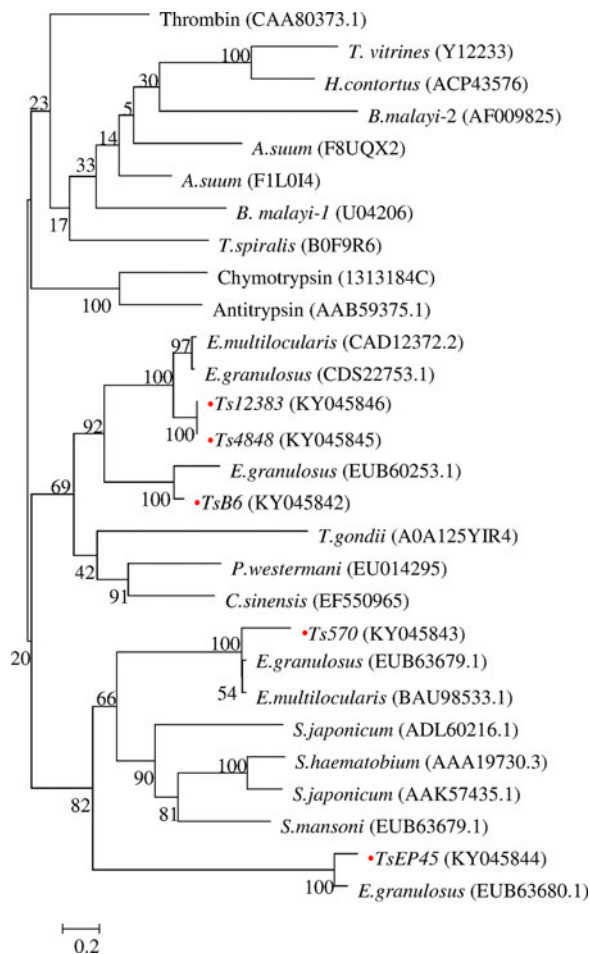 Thrombin (CAA80373.1)
100
T. vitrines (Y12233)
30
H.contortus (ACP43576)
23
5
B.malayi-2 (AF009825)
14
A.suum (F8UQX2)
33
A.suum (F1L0I4)
B. malayi-1 (U04206)
17
T.spiralis (B0F9R6)
Chymotrypsin (1313184C)
100
Antitrypsin (AAB59375.1)
E.multilocularis (CAD12372.2)
97
100
E.granulosus (CDS22753.1)
•Ts12383 (KY045846)
92
100
•Ts4848 (KY045845)
E.granulosus (EUB60253.1)
69
100
•TsB6 (KY045842)
T.gondii (A0A125YIR4)
42
P.westermani (EU014295)
91
C.sinensis (EF550965)
100
•Ts570 (KY045843)
20
E.granulosus (EUB63679.1)
54
E.multilocularis (BAU98533.1)
66
S.japonicum (ADL60216.1)
90
100
S.haematobium (AAA19730.3)
82
S.japonicum (AAK57435.1)
81
S.mansoni (EUB63679.1)
•TsEP45 (KY045844)
100
E.granulosus (EUB63680.1)
0.2